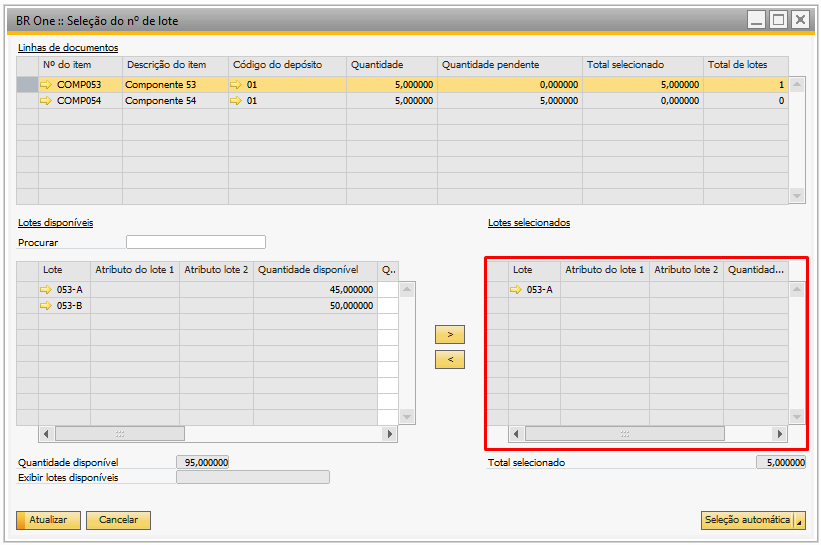 BR One :: Seleção do nº de lote
Linhas de documentos
Nº do item Descrição do item Código do depósito Quantidade Quantidade pendente Total selecionado Total de lotes
COMP053 Componente 53 01 5,000000 0,000000 5,000000 1
COMP054 Componente 54 01 5,000000 5,000000 0,000000 0
Lotes disponíveis Lotes selecionados
Procurar
Lote Atributo do lote 1 Atributo lote 2 Quantidade disponível Q.. Lote Atributo do lote 1 Atributo lote 2 Quantidad...
053-A 45,000000 053-A
053-B 50,000000
>
<
Quantidade disponível 95,000000 Total selecionado 5,000000
Exibir lotes disponíveis
Atualizar Cancelar Seleção automática